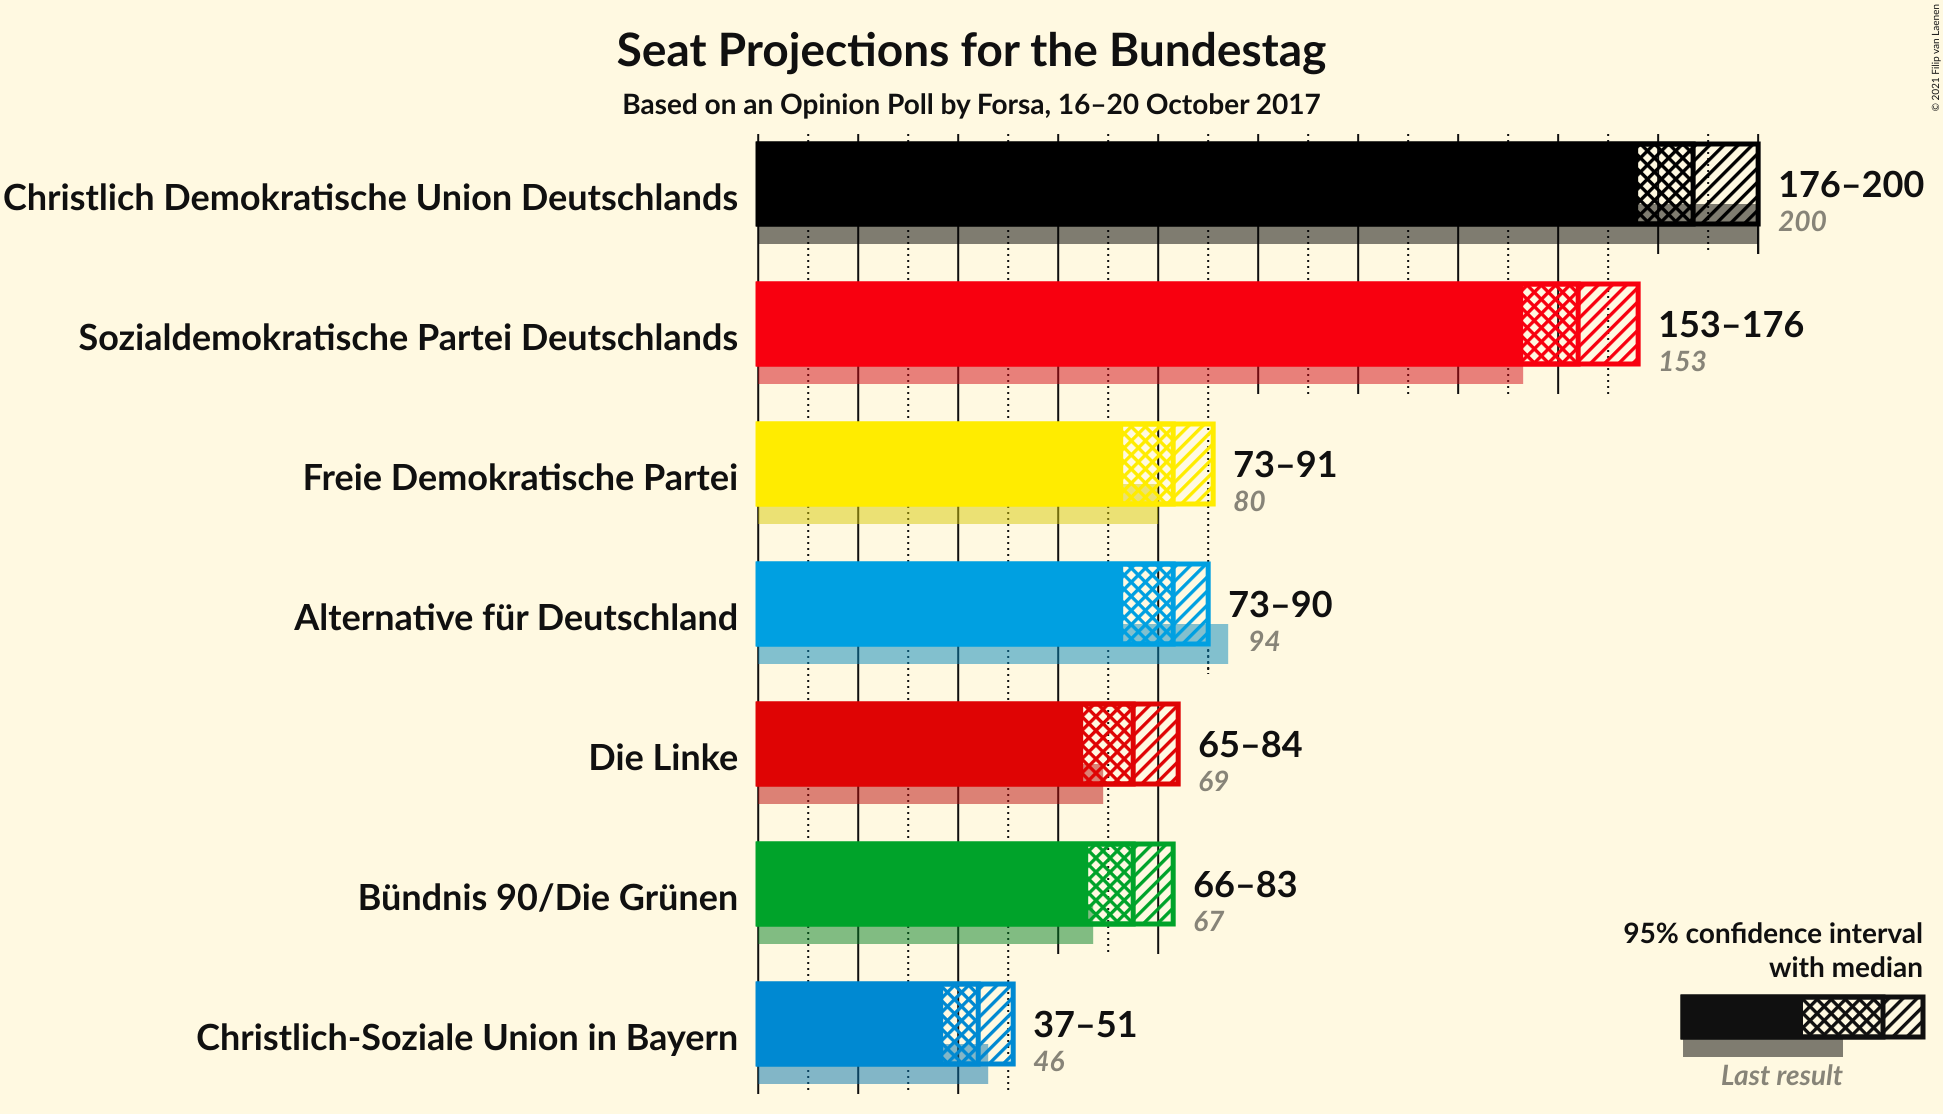 Seat Projections for the Bundestag
Based on an Opinion Poll by Forsa, 16–20 October 2017
© 2021 Filip van Laenen
Christlich Demokratische Union Deutschlands
176–200
200
Sozialdemokratische Partei Deutschlands
153–176
153
Freie Demokratische Partei
73–91
80
Alternative für Deutschland
73–90
94
Die Linke
65–84
69
Bündnis 90/Die Grünen
66–83
67
Christlich-Soziale Union in Bayern
37–51
46
95% confidence interval
with median
Last result